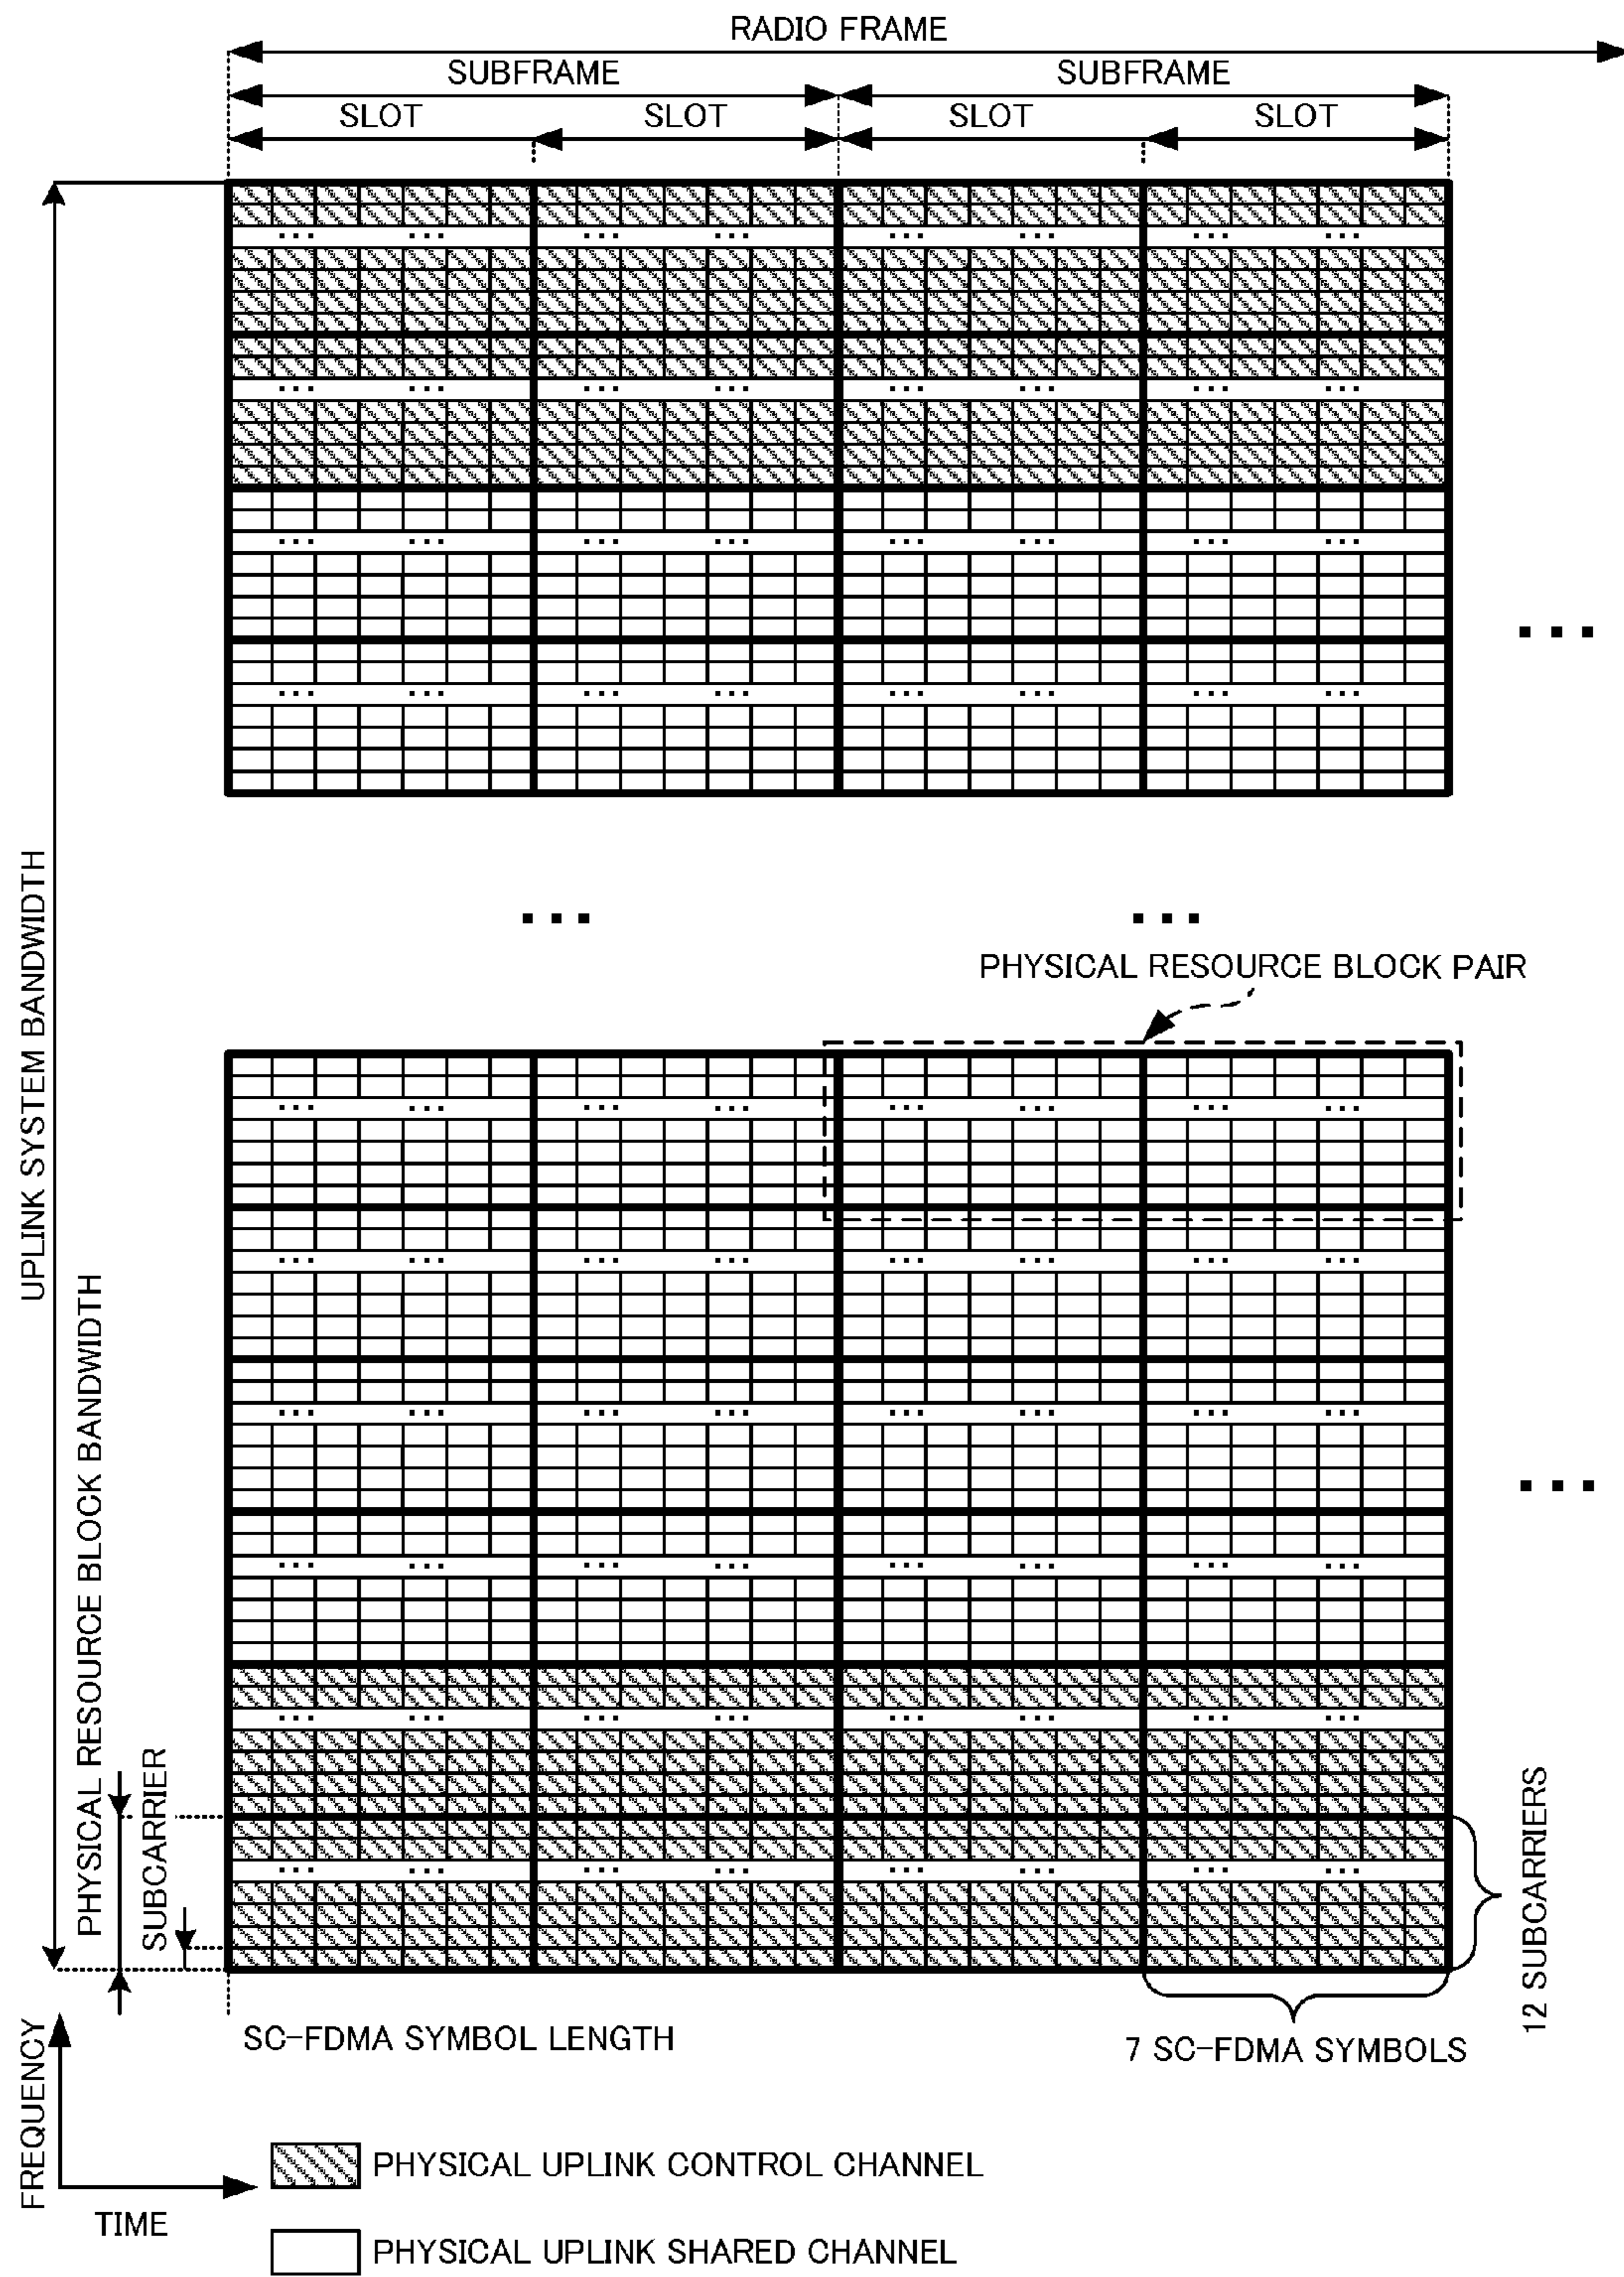 RADIO FRAME
SUBFRAME SUBFRAME
SLOT SLOT SLOT SLOT
UPLINK SYSTEM BANDWIDTH
PHYSICAL RESOURCE BLOCK PAIR
PHYSICAL RESOURCE BLOCK BANDWIDTH
SUBCARRIER
12 SUBCARRIERS
SC-FDMA SYMBOL LENGTH
7 SC-FDMA SYMBOLS
FREQUENCY
TIME
PHYSICAL UPLINK CONTROL CHANNEL
PHYSICAL UPLINK SHARED CHANNEL